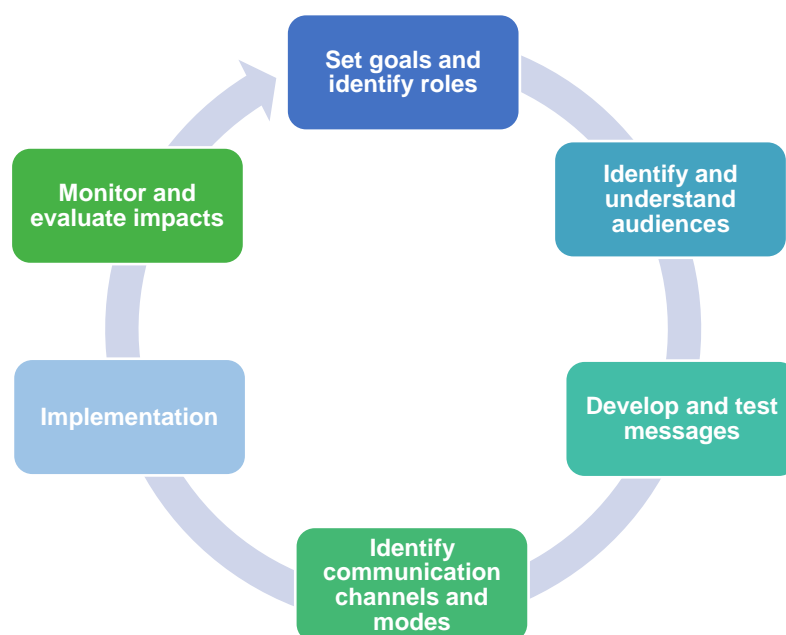 Set goals and
identify roles
Identify and
understand
audiences
Develop and test
messages
Identify
communication
channels and
modes
Implementation
Monitor and
evaluate impacts